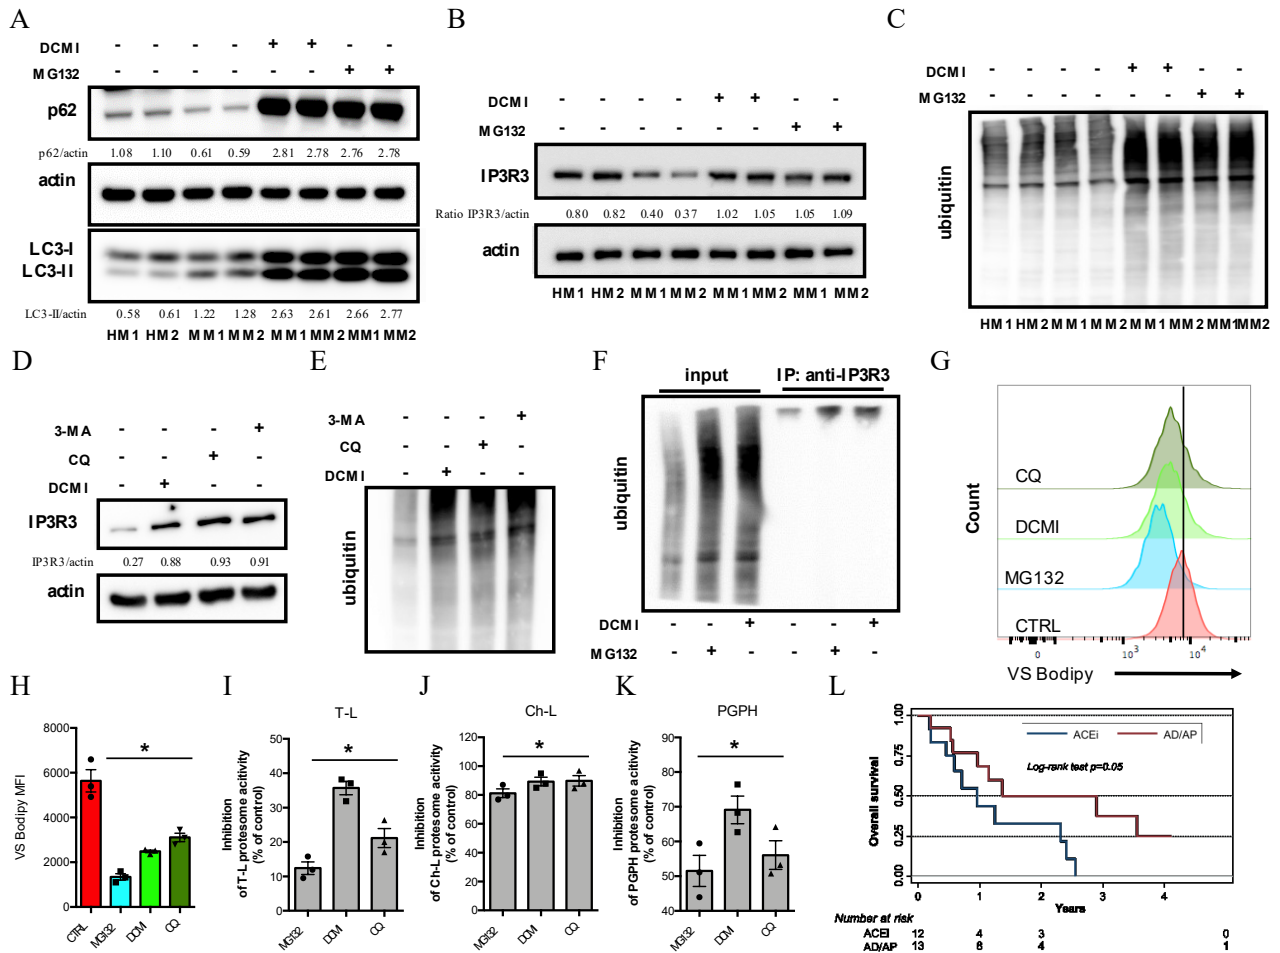 A
DCMI - - - - + + - -
MG132 - - - - - - + +
p62
p62/actin 1.08 1.10 0.61 0.59 2.81 2.78 2.76 2.78
actin
LC3-I
LC3-II
LC3-II/actin 0.58 0.61 1.22 1.28 2.63 2.61 2.66 2.77
HM1 HM2 MM1 MM2 MM1 MM2 MM1 MM2
B
DCMI - - - - + + - -
MG132 - - - - - - + +
IP3R3
Ratio IP3R3/actin 0.80 0.82 0.40 0.37 1.02 1.05 1.05 1.09
actin
HM1 HM2 MM1 MM2 MM1 MM2 MM1 MM2
C
DCMI - - - - + + - -
MG132 - - - - - - + +
ubiquitin
HM1 HM2 MM1 MM2 MM1 MM2 MM1 MM2
D
3-MA - - - +
CQ - - + -
DCMI - + - -
IP3R3
IP3R3/actin 0.27 0.88 0.93 0.91
actin
E
3-MA - - - +
CQ - - + -
DCMI - + - -
ubiquitin
F
input IP: anti-IP3R3
ubiquitin
DCMI - - + - - +
MG132 - + - - + -
G
Count
CQ
DCMI
MG132
CTRL
0 10³ 10⁴
VS Bodipy
H
VS Bodipy MFI
8000
6000
4000
2000
0
*
CTRL MG132 DCM CQ
I
T-L
Inhibition
of T-L protesome acitivity
(% of control)
50
40
30
20
10
0
*
MG132 DCM CQ
J
Ch-L
Inhibition
of Ch-L protesome acitivity
(% of control)
120
100
80
60
40
20
0
*
MG132 DCM CQ
K
PGPH
Inhibition
of PGPH protesome acitivity
(% of control)
90
80
70
60
50
40
*
MG132 DCM CQ
L
Overall survival
1.00
0.75
0.50
0.25
0.00
ACEi AD/AP
Log-rank test p=0.05
0 1 2 3 4
Years
Number at risk
ACEI 12 4 3 0
AD/AP 13 8 4 1